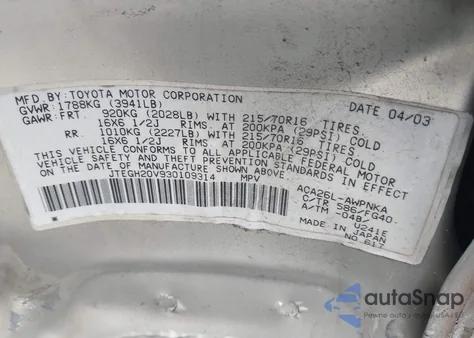 MFD. BY: TOYOTA MOTOR CORPORATION DATE 04/03
GVWR: 1788KG (3941LB)
GAWR: FRT. 920KG (2028LB) WITH 215/70R16 TIRES.
16X6 1/2J RIMS. AT 200KPA (29PSI) COLD
RR. 1010KG (2227LB) WITH 215/70R16 TIRES.
16X6 1/2J RIMS. AT 200KPA (29PSI) COLD
THIS VEHICLE CONFORMS TO ALL APPLICABLE FEDERAL MOTOR
VEHICLE SAFETY AND BUMPER STANDARDS IN EFFECT
ON THE DATE OF MANUFACTURE SHOWN ABOVE.
JTEGH20V930109314 MPV
ACA26L-AWPNKA
C/TR 586/FG40
A/TM -04B/U241E
MADE IN JAPAN
NO. 617
autoSnap